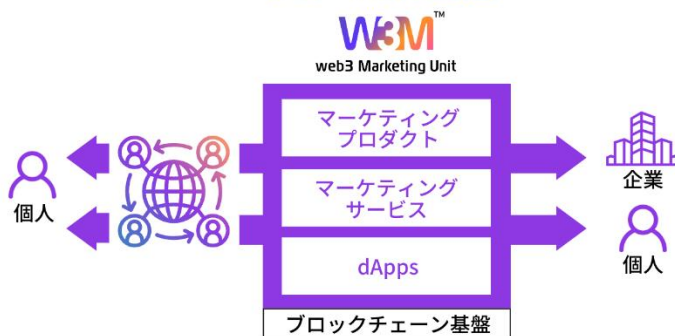 W3M™
web3 Marketing Unit
マーケティング
プロダクト
マーケティング
サービス
dApps
ブロックチェーン基盤
個人
企業
個人